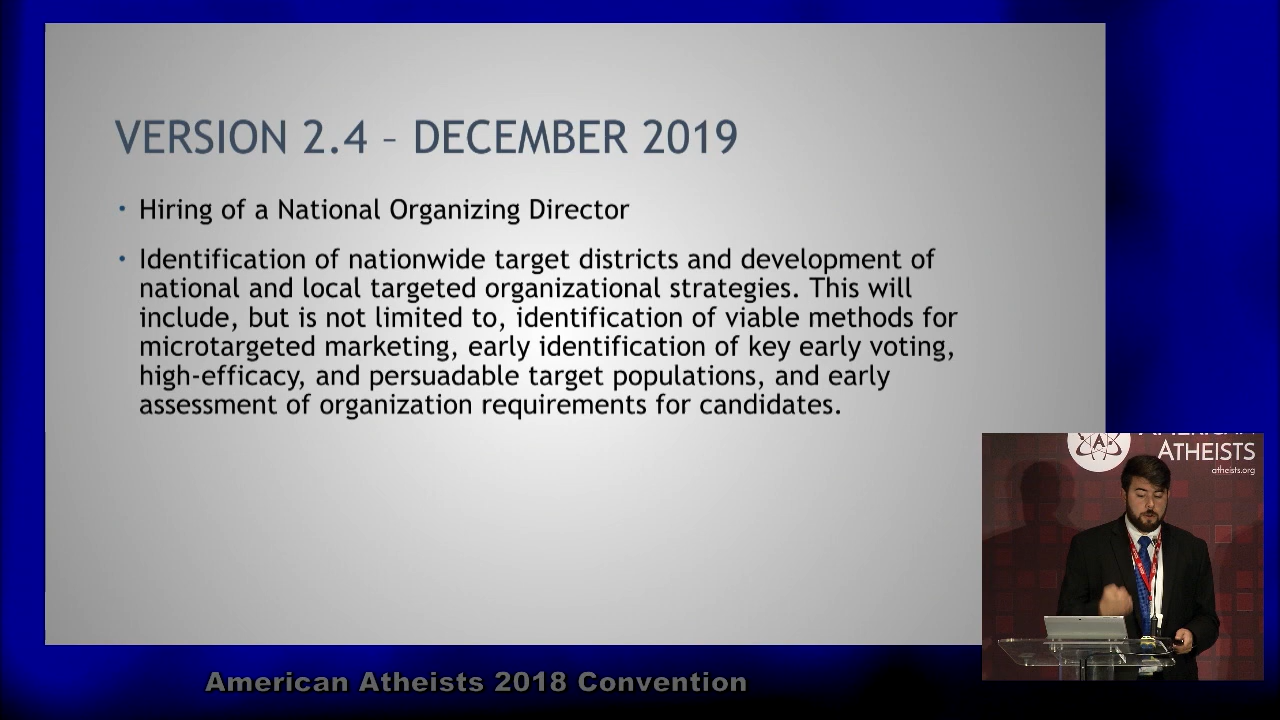 VERSION 2.4 – DECEMBER 2019
• Hiring of a National Organizing Director
• Identification of nationwide target districts and development of
national and local targeted organizational strategies. This will
include, but is not limited to, identification of viable methods for
microtargeted marketing, early identification of key early voting,
high-efficacy, and persuadable target populations, and early
assessment of organization requirements for candidates.
AMERICAN
ATHEISTS
atheists.org
American Atheists 2018 Convention